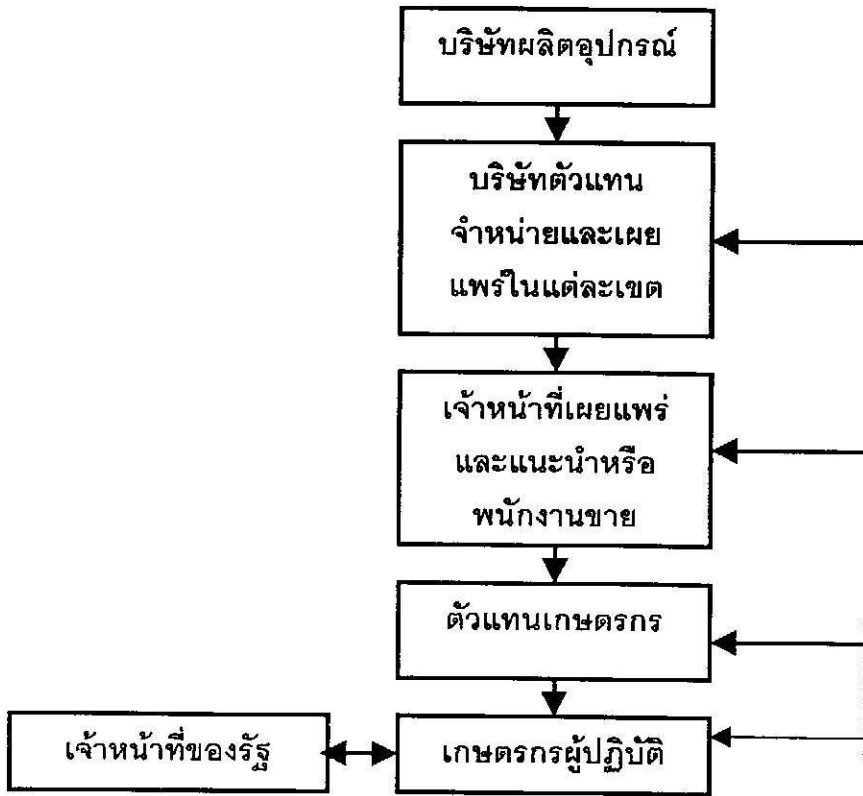 บริษัทผลิตอุปกรณ์
บริษัทตัวแทน
จำหน่ายและเผย
แพร่ในแต่ละเขต
เจ้าหน้าที่เผยแพร่
และแนะนำหรือ
พนักงานขาย
ตัวแทนเกษตรกร
เจ้าหน้าที่ของรัฐ
เกษตรกรผู้ปฏิบัติ